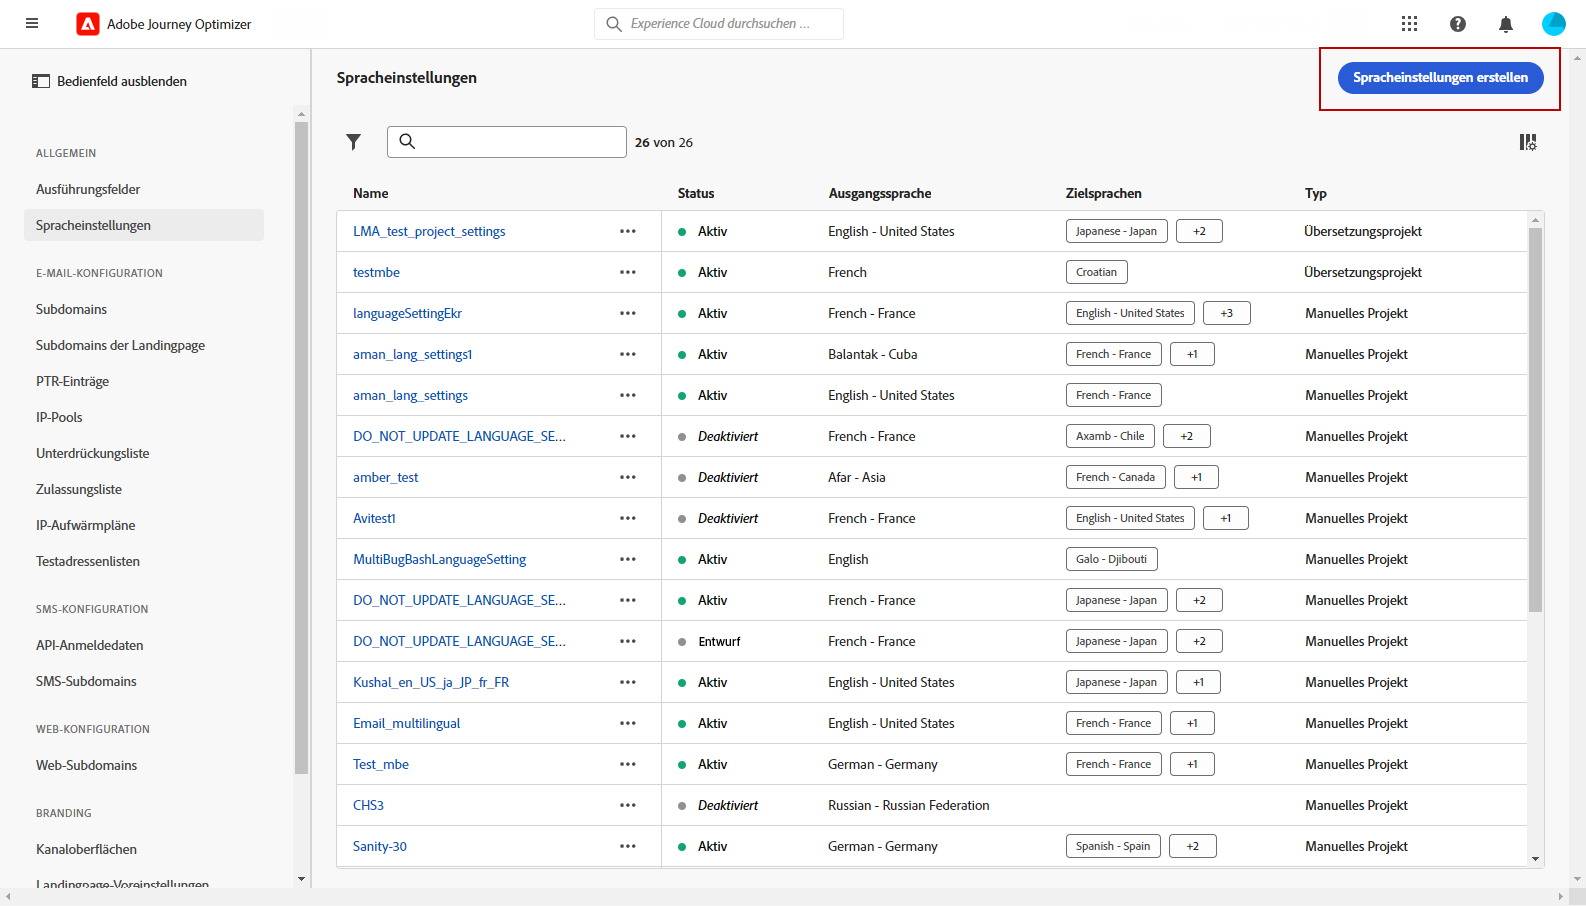 Adobe Journey Optimizer
Experience Cloud durchsuchen ...
Bedienfeld ausblenden
ALLGEMEIN
Ausführungsfelder
Spracheinstellungen
E-MAIL-KONFIGURATION
Subdomains
Subdomains der Landingpage
PTR-Einträge
IP-Pools
Unterdrückungsliste
Zulassungsliste
IP-Aufwärmpläne
Testadressenlisten
SMS-KONFIGURATION
API-Anmeldedaten
SMS-Subdomains
WEB-KONFIGURATION
Web-Subdomains
BRANDING
Kanaloberflächen
Landingpage-Voreinstellungen
Spracheinstellungen
Spracheinstellungen erstellen
26 von 26
Name Status Ausgangssprache Zielsprachen Typ
LMA_test_project_settings ••• Aktiv English - United States Japanese - Japan +2 Übersetzungsprojekt
testmbe ••• Aktiv French Croatian Übersetzungsprojekt
languageSettingEkr ••• Aktiv French - France English - United States +3 Manuelles Projekt
aman_lang_settings1 ••• Aktiv Balantak - Cuba French - France +1 Manuelles Projekt
aman_lang_settings ••• Aktiv English - United States French - France Manuelles Projekt
DO_NOT_UPDATE_LANGUAGE_SE... ••• Deaktiviert French - France Axamb - Chile +2 Manuelles Projekt
amber_test ••• Deaktiviert Afar - Asia French - Canada +1 Manuelles Projekt
Avitest1 ••• Deaktiviert French - France English - United States +1 Manuelles Projekt
MultiBugBashLanguageSetting ••• Aktiv English Galo - Djibouti Manuelles Projekt
DO_NOT_UPDATE_LANGUAGE_SE... ••• Aktiv French - France Japanese - Japan +2 Manuelles Projekt
DO_NOT_UPDATE_LANGUAGE_SE... ••• Entwurf French - France Japanese - Japan +2 Manuelles Projekt
Kushal_en_US_ja_JP_fr_FR ••• Aktiv English - United States Japanese - Japan +1 Manuelles Projekt
Email_multilingual ••• Aktiv English - United States French - France +1 Manuelles Projekt
Test_mbe ••• Aktiv German - Germany French - France +1 Manuelles Projekt
CHS3 ••• Deaktiviert Russian - Russian Federation Manuelles Projekt
Sanity-30 ••• Aktiv German - Germany Spanish - Spain +2 Manuelles Projekt